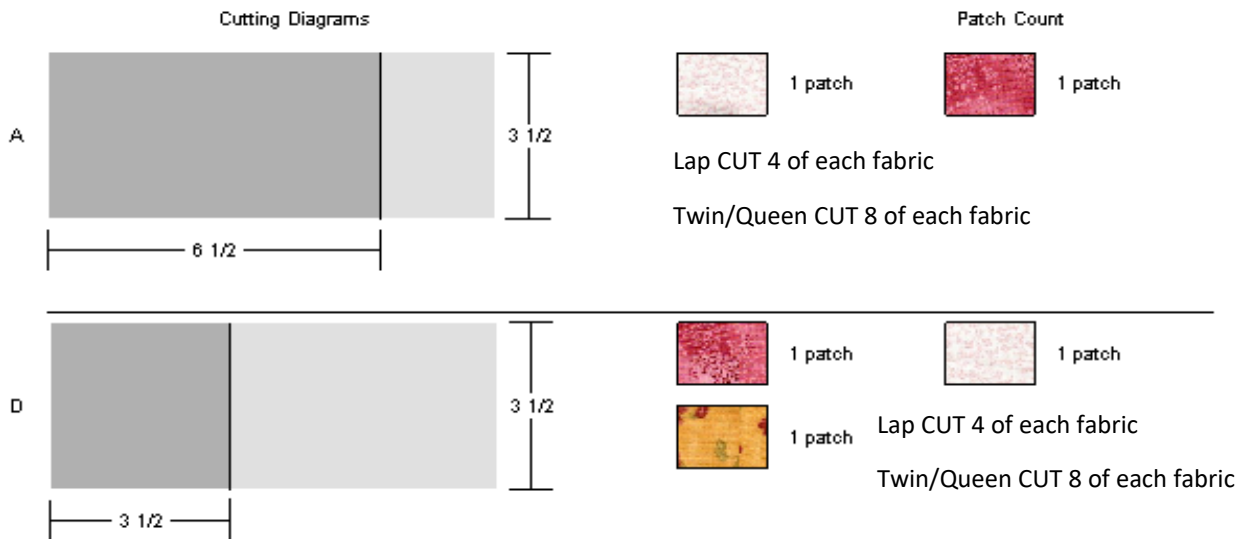 Cutting Diagrams
Patch Count
A
3 1/2
6 1/2
1 patch
1 patch
Lap CUT 4 of each fabric
Twin/Queen CUT 8 of each fabric
D
3 1/2
3 1/2
1 patch
1 patch
1 patch
Lap CUT 4 of each fabric
Twin/Queen CUT 8 of each fabric